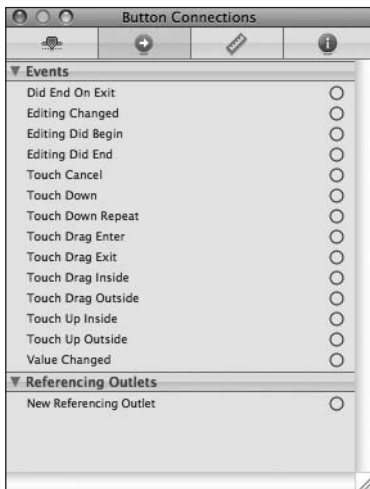 Button Connections
Events
Did End On Exit
Editing Changed
Editing Did Begin
Editing Did End
Touch Cancel
Touch Down
Touch Down Repeat
Touch Drag Enter
Touch Drag Exit
Touch Drag Inside
Touch Drag Outside
Touch Up Inside
Touch Up Outside
Value Changed
Referencing Outlets
New Referencing Outlet